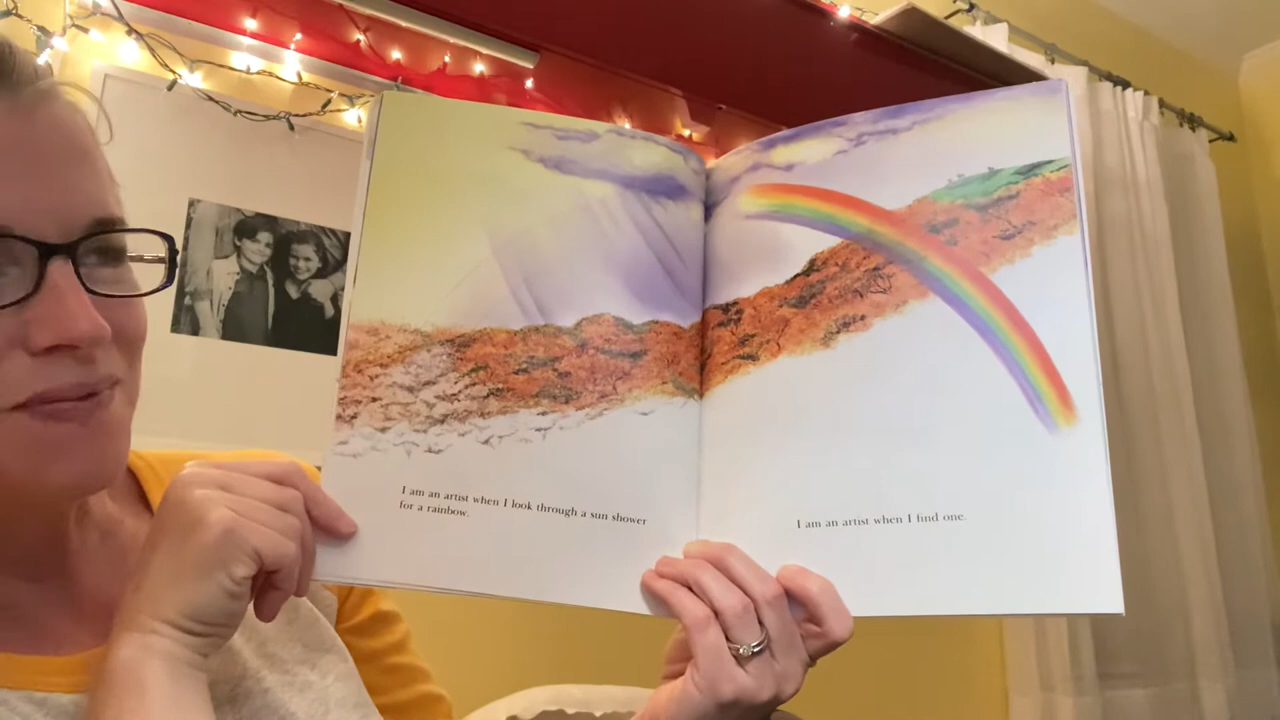 I am an artist when I look through a sun shower
for a rainbow.
I am an artist when I find one.